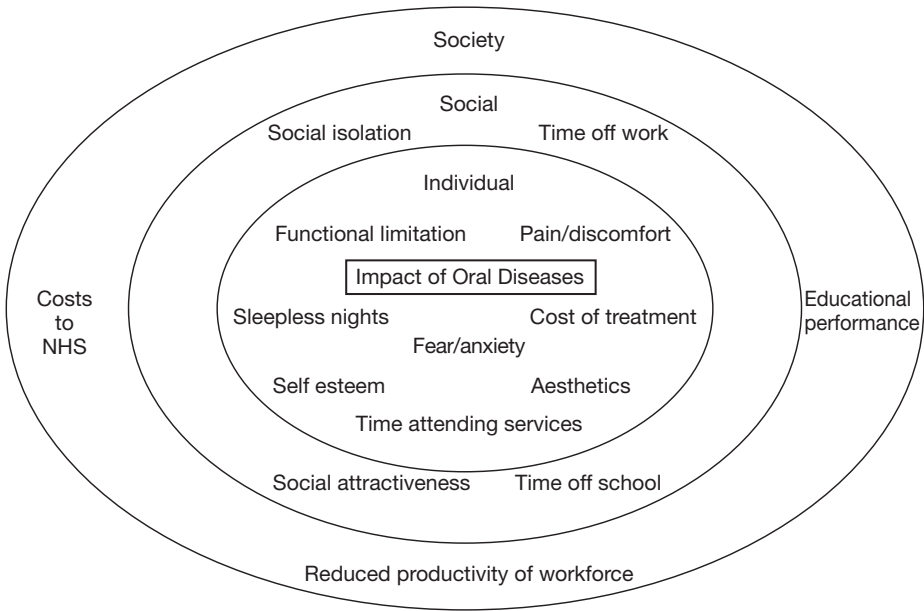 Society
Social
Social isolation
Time off work
Individual
Functional limitation
Pain/discomfort
Impact of Oral Diseases
Costs
to
NHS
Educational
performance
Sleepless nights
Cost of treatment
Fear/anxiety
Self esteem
Aesthetics
Time attending services
Social attractiveness
Time off school
Reduced productivity of workforce